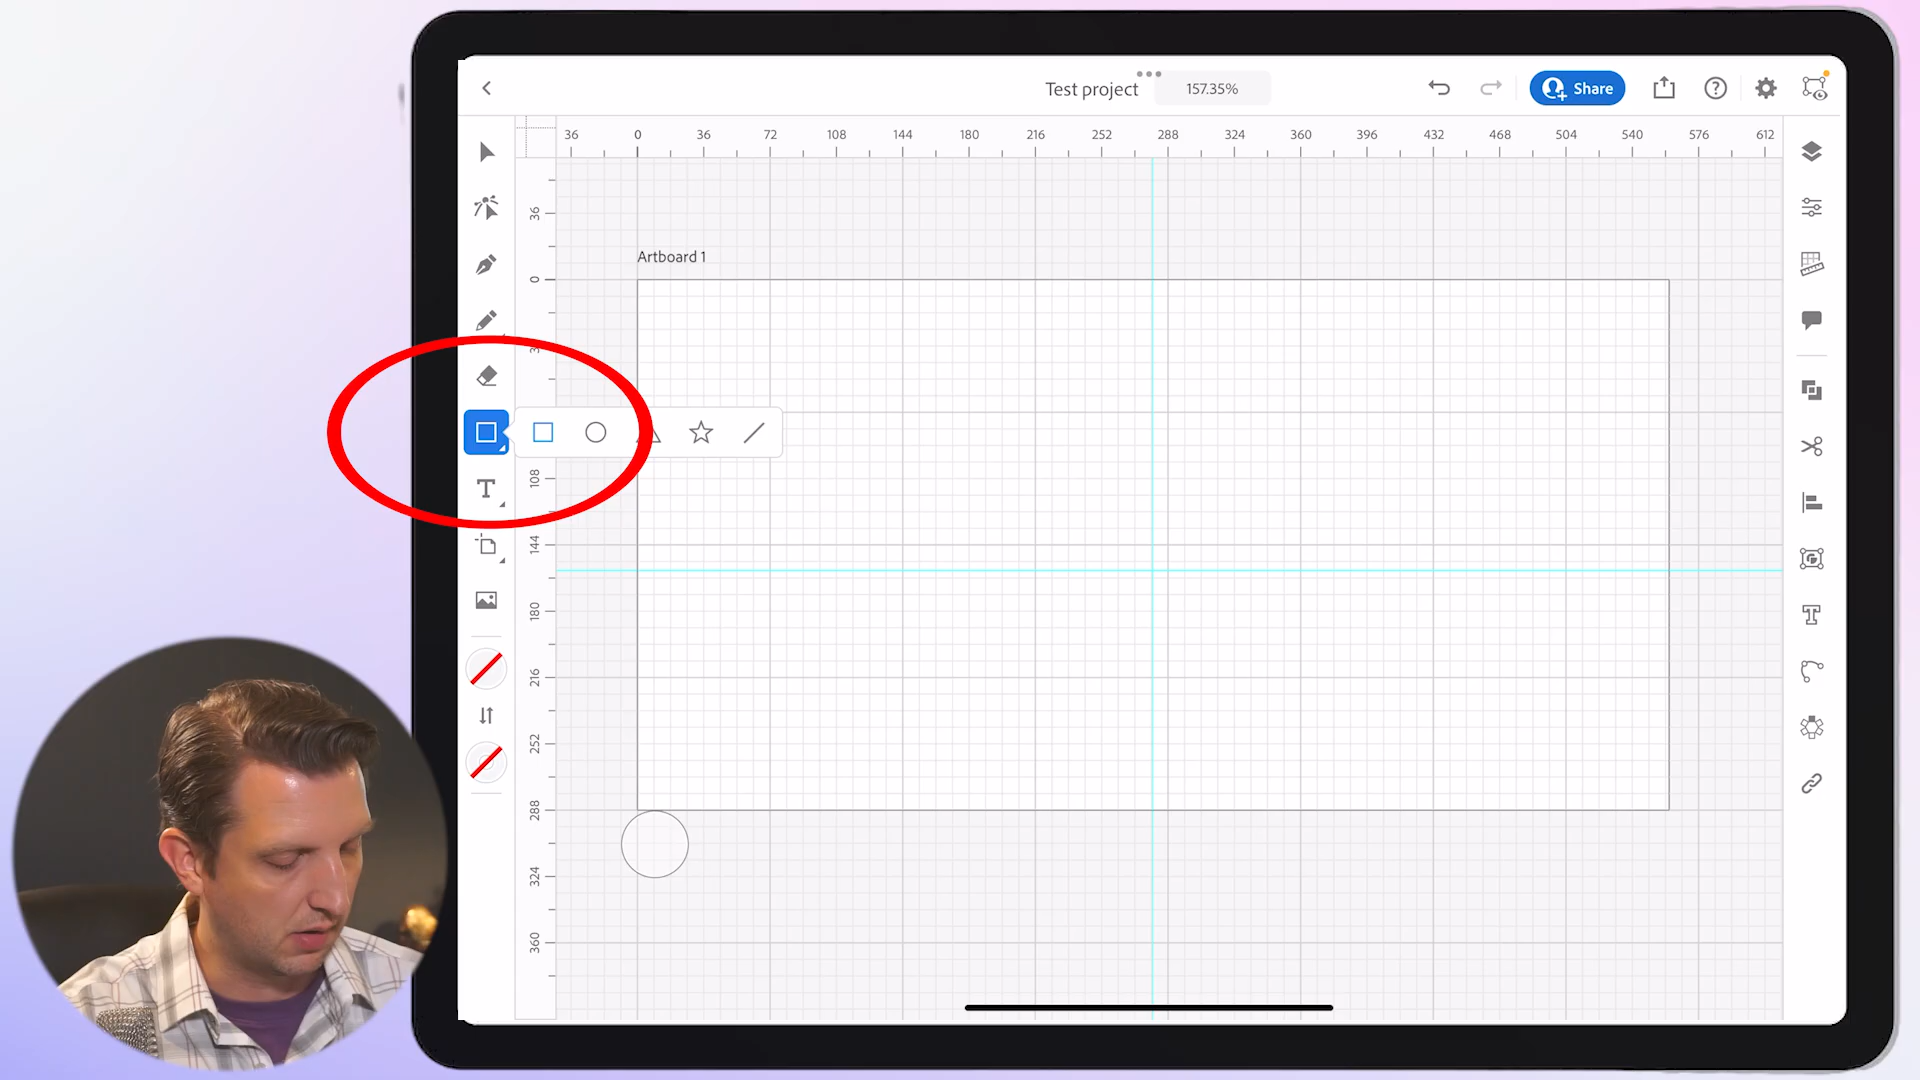 Test project
157.35%
Share
36 0 36 72 108 144 180 216 252 288 324 360 396 432 468 504 540 576 612
36
0
Artboard 1
108
144
180
216
252
288
324
360